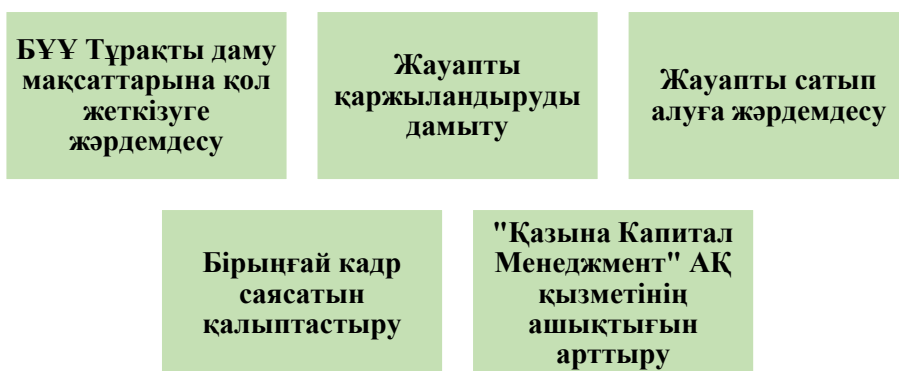 БҰҰ Тұрақты даму
мақсаттарына қол
жеткізуге
жәрдемдесу
Жауапты
қаржыландыруды
дамыту
Жауапты сатып
алуға жәрдемдесу
Бірыңғай кадр
саясатын
қалыптастыру
"Қазына Капитал
Менеджмент" АҚ
қызметінің
ашықтығын
арттыру